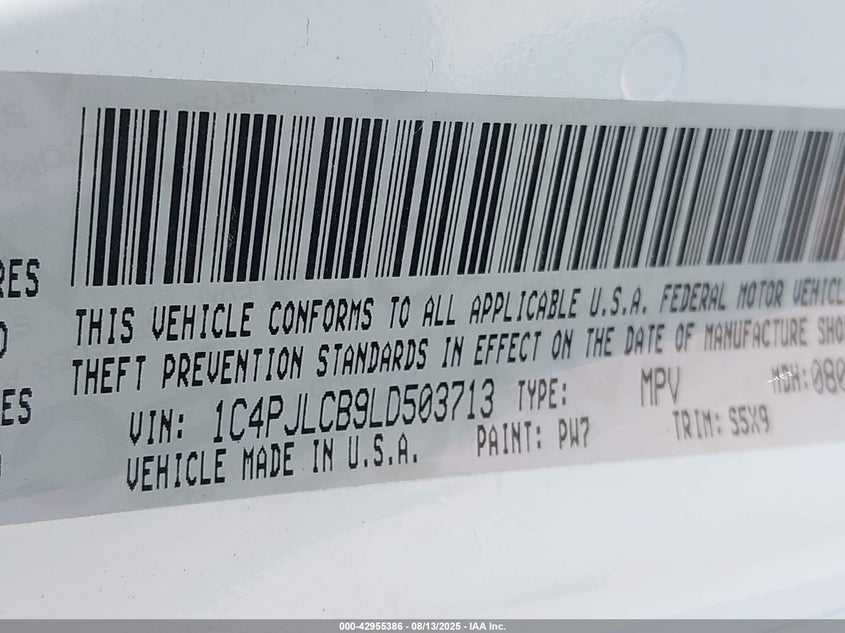 RES
THIS VEHICLE CONFORMS TO ALL APPLICABLE U.S.A. FEDERAL MOTOR VEHICL
THEFT PREVENTION STANDARDS IN EFFECT ON THE DATE OF MANUFACTURE SHO
ES
VIN: 1C4PJLCB9LD503713 TYPE: MPV MDH:080
VEHICLE MADE IN U.S.A. PAINT: PW7 TRIM: S5X9
000-42955386 - 08/13/2025 - IAA Inc.